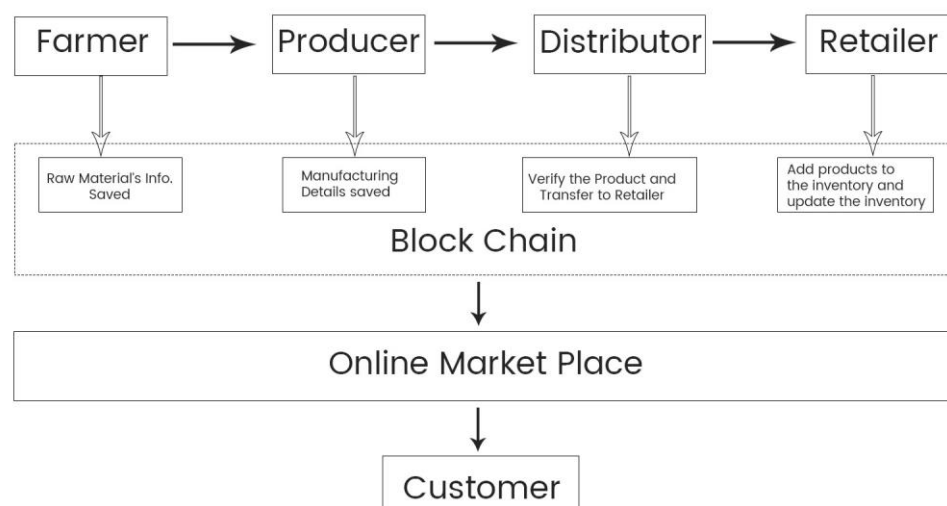 Farmer
Producer
Distributor
Retailer
Raw Material's Info.
Saved
Manufacturing
Details saved
Verify the Product and
Transfer to Retailer
Add products to
the inventory and
update the inventory
Block Chain
Online Market Place
Customer